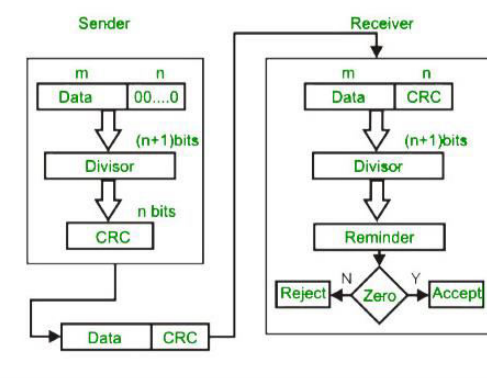 Sender
m n
Data 00....0
(n+1)bits
Divisor
n bits
CRC
Data CRC
Receiver
m n
Data CRC
(n+1)bits
Divisor
Reminder
N Y
Reject Zero Accept